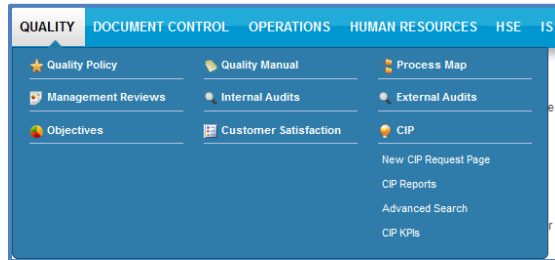 QUALITY DOCUMENT CONTROL OPERATIONS HUMAN RESOURCES HSE IS
Quality Policy Quality Manual Process Map
Management Reviews Internal Audits External Audits
Objectives Customer Satisfaction CIP
New CIP Request Page
CIP Reports
Advanced Search
CIP KPIs